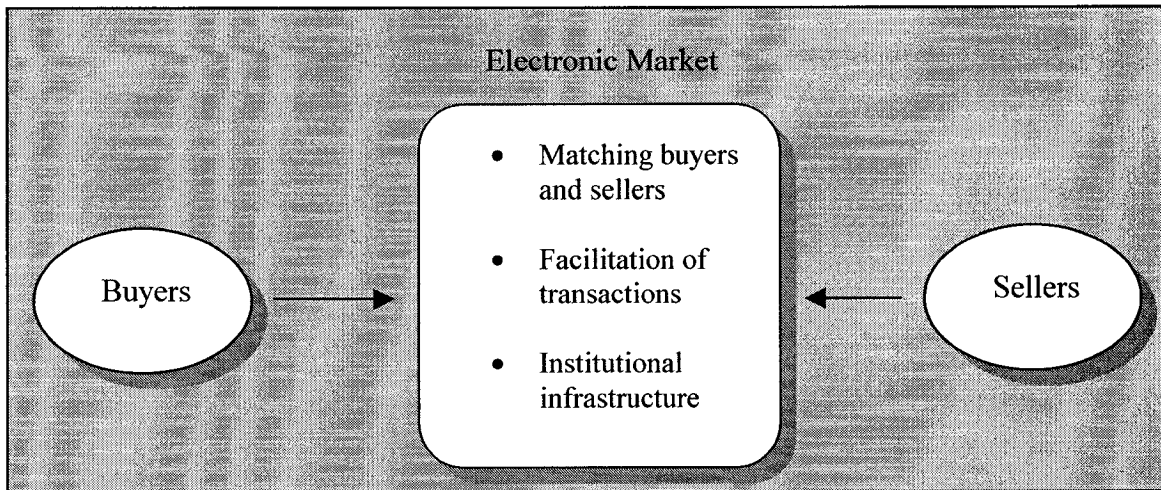 Electronic Market
• Matching buyers
and sellers
• Facilitation of
transactions
• Institutional
infrastructure
Buyers
Sellers